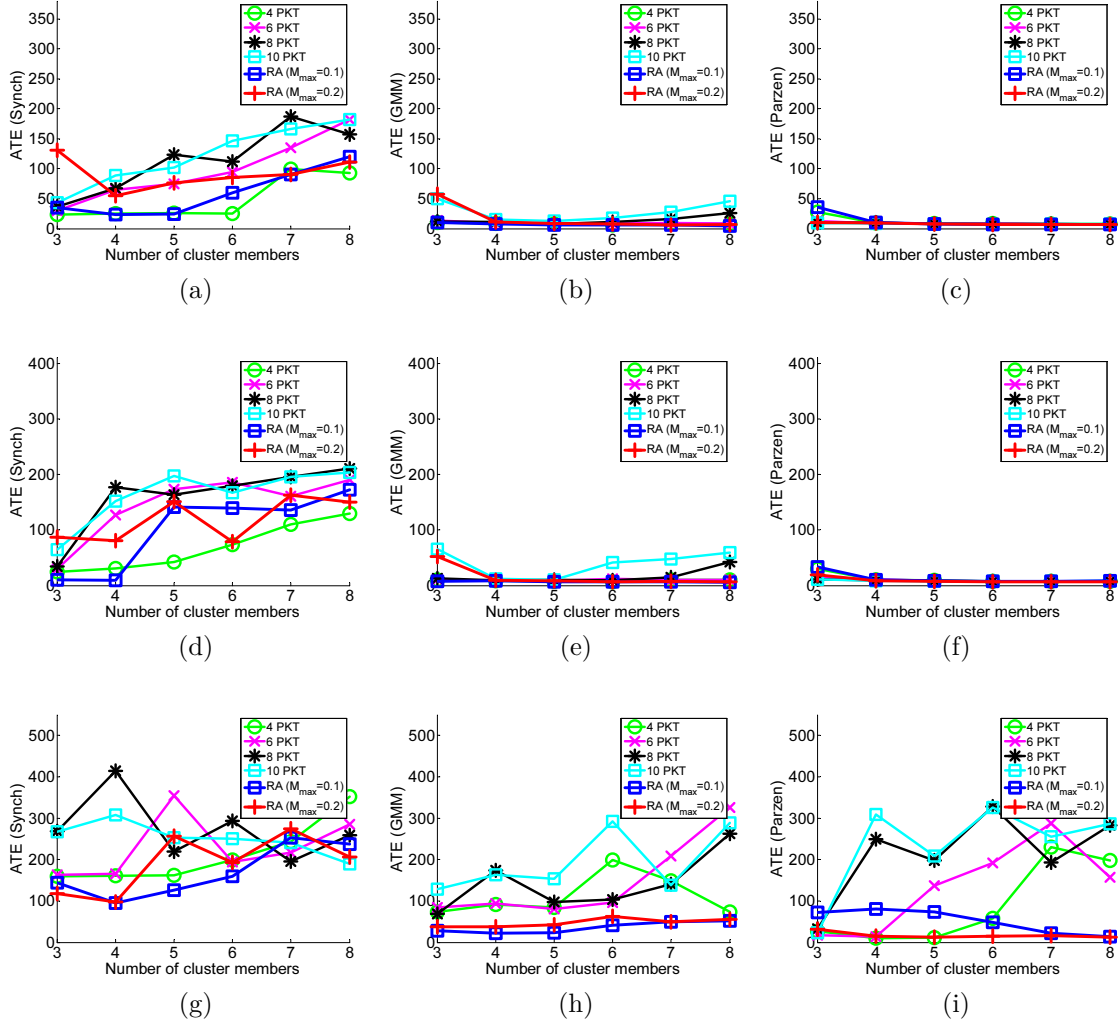 350
300
250
200
150
100
50
0
ATE (Synch)
3 4 5 6 7 8
Number of cluster members
4 PKT
6 PKT
8 PKT
10 PKT
RA (Mmax=0.1)
RA (Mmax=0.2)
(a)
350
300
250
200
150
100
50
0
ATE (GMM)
3 4 5 6 7 8
Number of cluster members
4 PKT
6 PKT
8 PKT
10 PKT
RA (Mmax=0.1)
RA (Mmax=0.2)
(b)
350
300
250
200
150
100
50
0
ATE (Parzen)
3 4 5 6 7 8
Number of cluster members
4 PKT
6 PKT
8 PKT
10 PKT
RA (Mmax=0.1)
RA (Mmax=0.2)
(c)
400
300
200
100
0
ATE (Synch)
3 4 5 6 7 8
Number of cluster members
4 PKT
6 PKT
8 PKT
10 PKT
RA (Mmax=0.1)
RA (Mmax=0.2)
(d)
400
300
200
100
0
ATE (GMM)
3 4 5 6 7 8
Number of cluster members
4 PKT
6 PKT
8 PKT
10 PKT
RA (Mmax=0.1)
RA (Mmax=0.2)
(e)
400
300
200
100
0
ATE (Parzen)
3 4 5 6 7 8
Number of cluster members
4 PKT
6 PKT
8 PKT
10 PKT
RA (Mmax=0.1)
RA (Mmax=0.2)
(f)
500
400
300
200
100
0
ATE (Synch)
3 4 5 6 7 8
Number of cluster members
4 PKT
6 PKT
8 PKT
10 PKT
RA (Mmax=0.1)
RA (Mmax=0.2)
(g)
500
400
300
200
100
0
ATE (GMM)
3 4 5 6 7 8
Number of cluster members
4 PKT
6 PKT
8 PKT
10 PKT
RA (Mmax=0.1)
RA (Mmax=0.2)
(h)
500
400
300
200
100
0
ATE (Parzen)
3 4 5 6 7 8
Number of cluster members
4 PKT
6 PKT
8 PKT
10 PKT
RA (Mmax=0.1)
RA (Mmax=0.2)
(i)